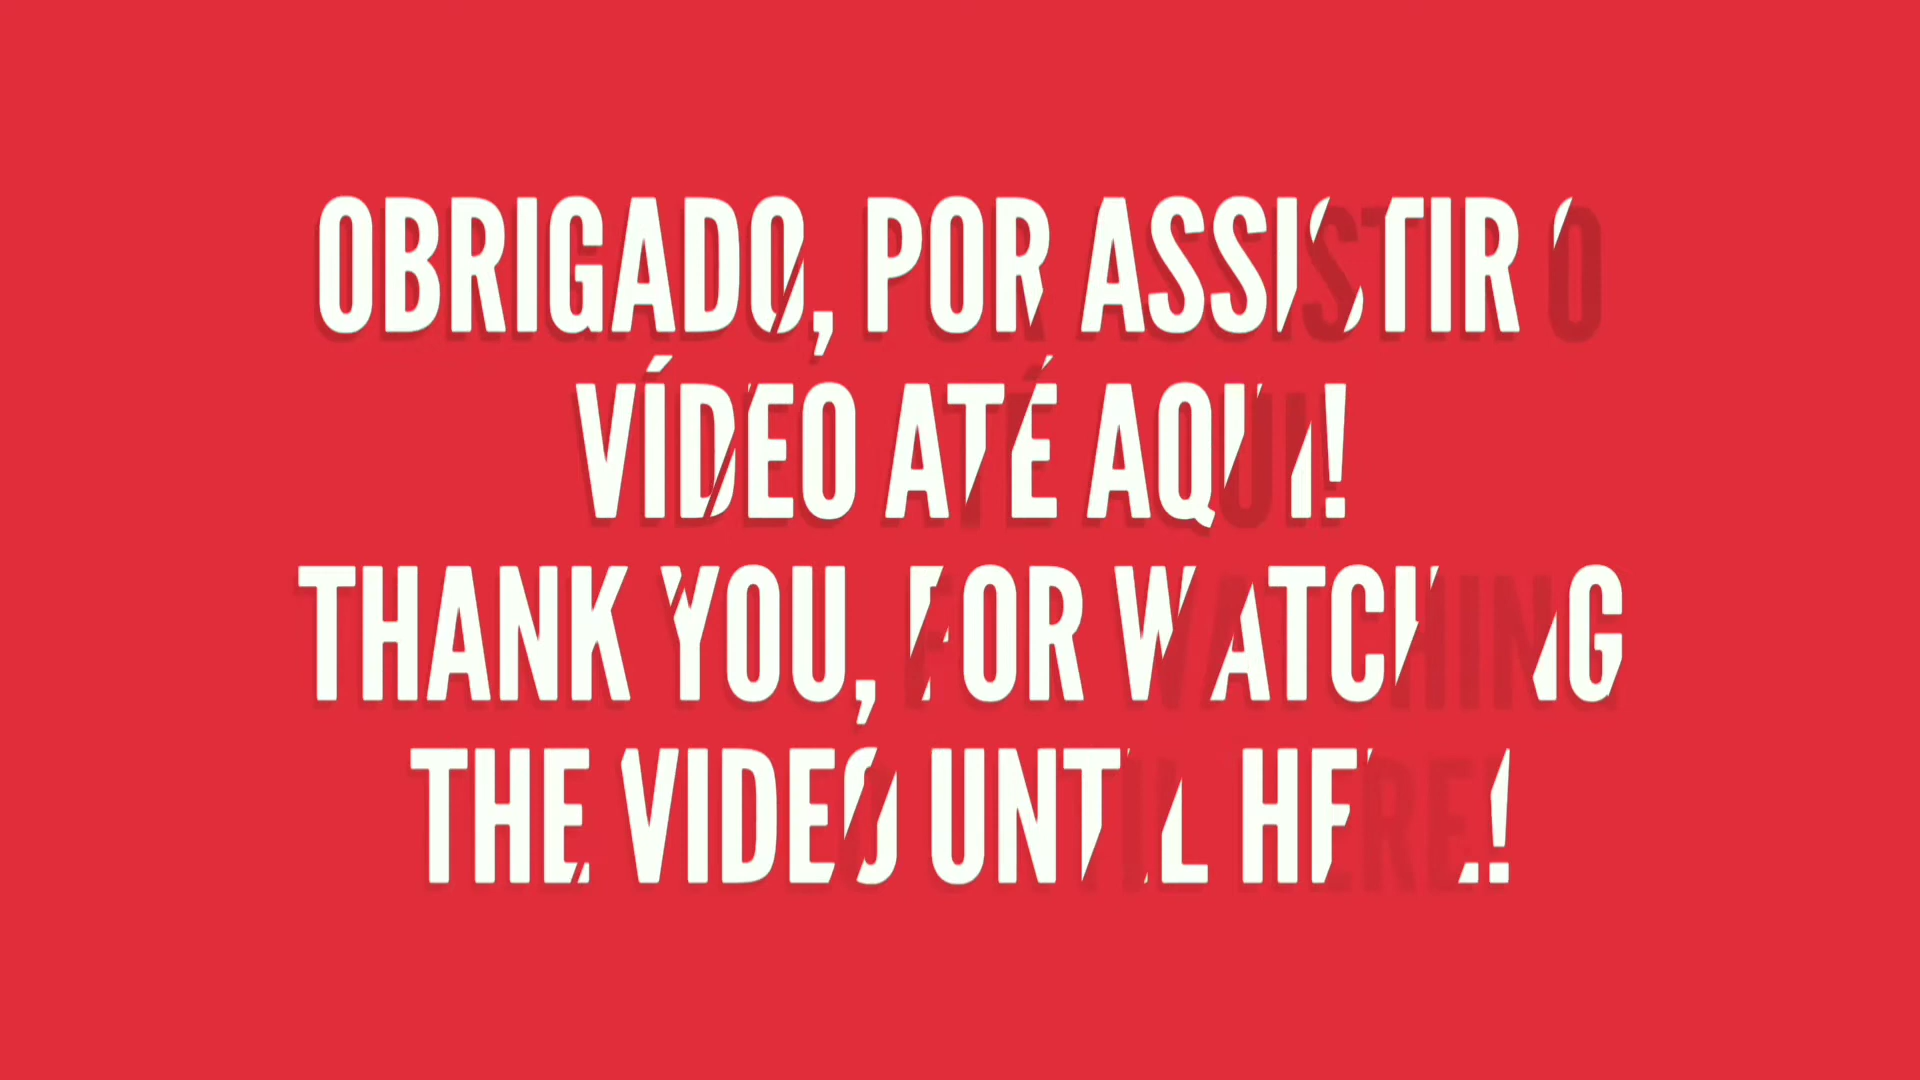 OBRIGADO, POR ASSISTIR O
VÍDEO ATÉ AQUI!
THANK YOU, FOR WATCHING
THE VIDEO UNTIL HERE!